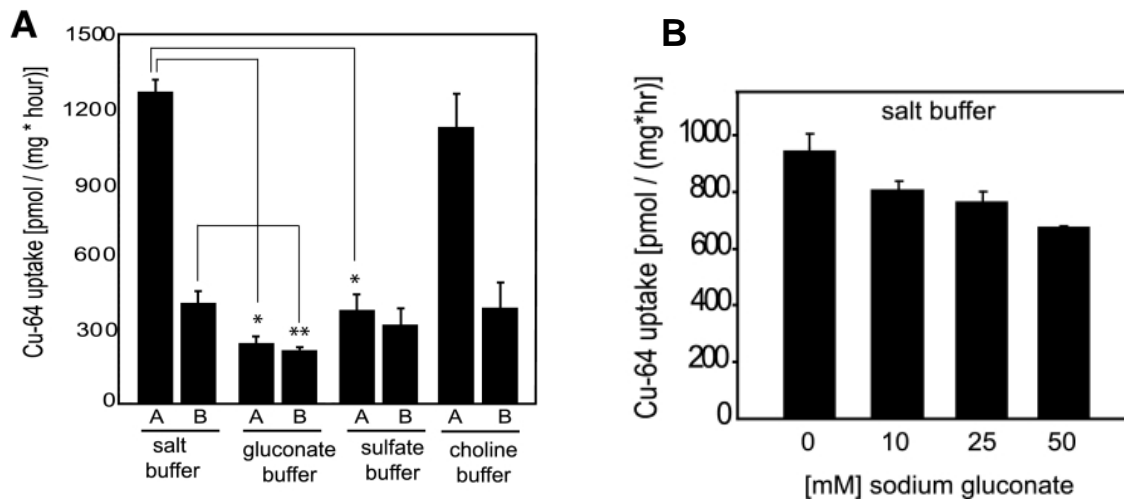 A
Cu-64 uptake [pmol / (mg * hour)]
1500
1200
900
600
300
0
*
**
*
A B A B A B A B
salt buffer
gluconate buffer
sulfate buffer
choline buffer
B
Cu-64 uptake [pmol / (mg*hr)]
salt buffer
1000
800
600
400
200
0
0 10 25 50
[mM] sodium gluconate